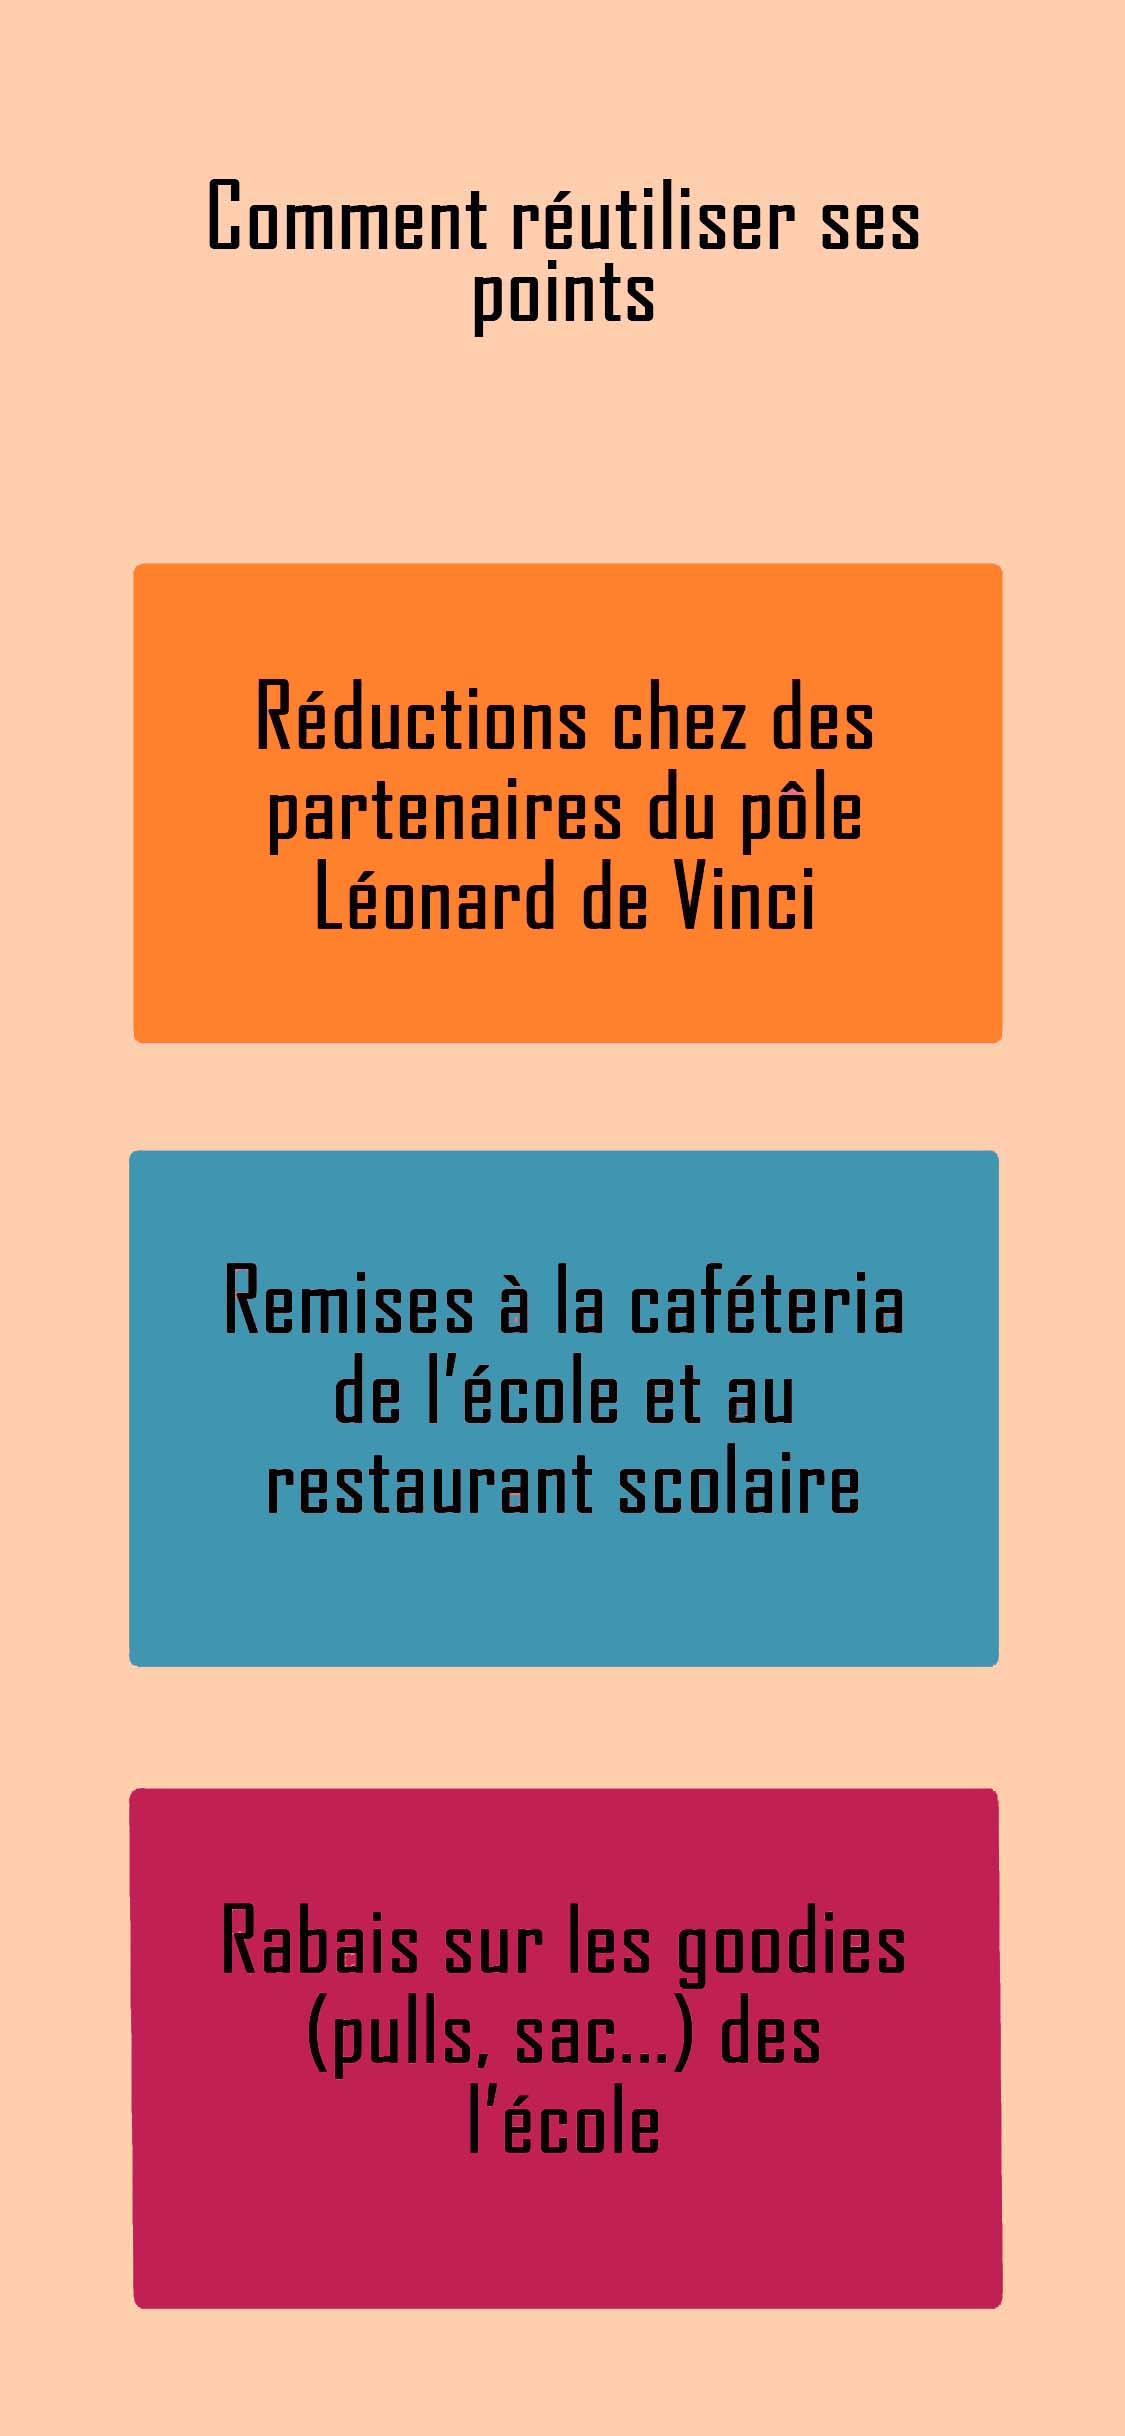 Comment réutiliser ses
points
Réductions chez des
partenaires du pôle
Léonard de Vinci
Remises à la caféteria
de l'école et au
restaurant scolaire
Rabais sur les goodies
(pulls, sac...) des
l'école